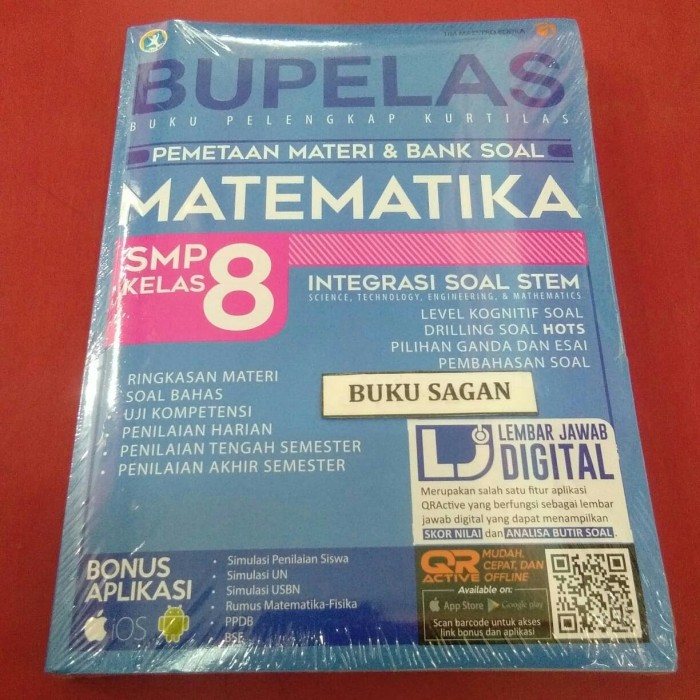 BUPELAS
BUKU PELENGKAP KURTILAS
PEMETAAN MATERI & BANK SOAL
MATEMATIKA
SMP
KELAS
8
INTEGRASI SOAL STEM
SCIENCE, TECHNOLOGY, ENGINEERING, & MATHEMATICS
LEVEL KOGNITIF SOAL
DRILLING SOAL HOTS
PILIHAN GANDA DAN ESAI
PEMBAHASAN SOAL
RINGKASAN MATERI
SOAL BAHAS
UJI KOMPETENSI
PENILAIAN HARIAN
PENILAIAN TENGAH SEMESTER
PENILAIAN AKHIR SEMESTER
BUKU SAGAN
LEMBAR JAWAB
DIGITAL
Merupakan salah satu fitur aplikasi
QRActive yang berfungsi sebagai lembar
jawab digital yang dapat menampilkan
SKOR NILAI dan ANALISA BUTIR SOAL.
BONUS
APLIKASI
iOS
Simulasi Penilaian Siswa
Simulasi UN
Simulasi USBN
Rumus Matematika-Fisika
PPDB
BSE
QR
ACTIVE
MUDAH,
CEPAT, DAN
OFFLINE
Available on:
App Store
Google play
Scan barcode untuk akses
link bonus dan aplikasi